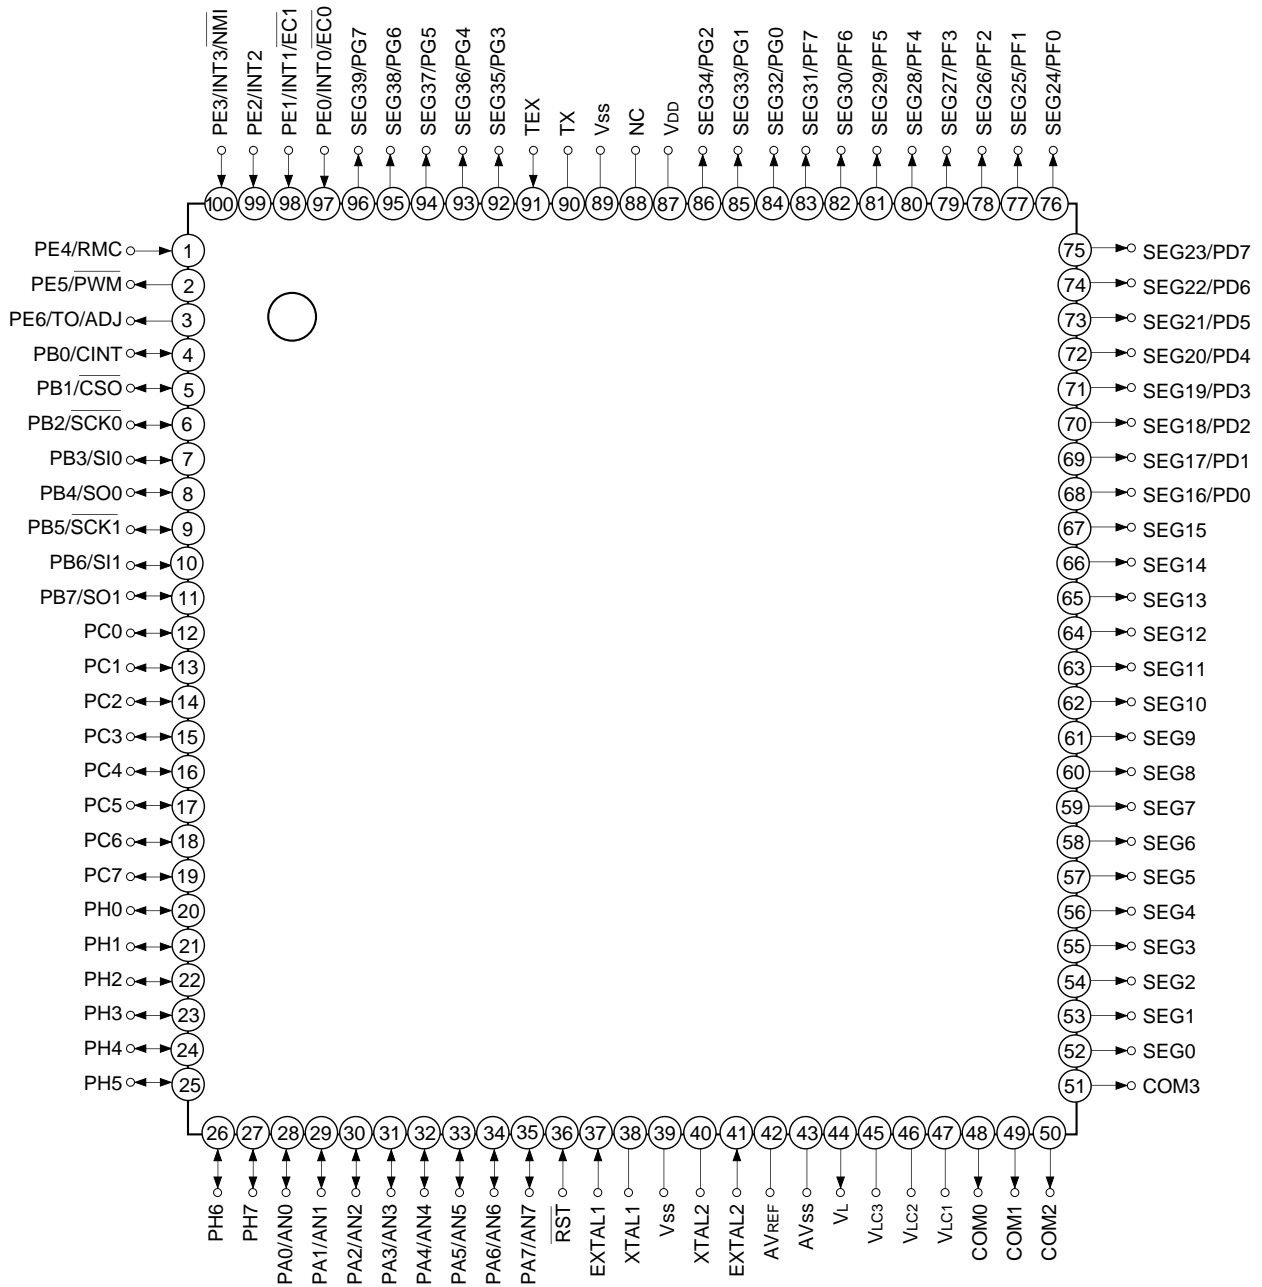 PE3/INT3/NMI
PE2/INT2
PE1/INT1/EC1
PE0/INT0/EC0
SEG39/PG7
SEG38/PG6
SEG37/PG5
SEG36/PG4
SEG35/PG3
TEX
TX
Vss
NC
VDD
SEG34/PG2
SEG33/PG1
SEG32/PG0
SEG31/PF7
SEG30/PF6
SEG29/PF5
SEG28/PF4
SEG27/PF3
SEG26/PF2
SEG25/PF1
SEG24/PF0
100 99 98 97 96 95 94 93 92 91 90 89 88 87 86 85 84 83 82 81 80 79 78 77 76
PE4/RMC 1 75 SEG23/PD7
PE5/PWM 2 74 SEG22/PD6
PE6/TO/ADJ 3 73 SEG21/PD5
PB0/CINT 4 72 SEG20/PD4
PB1/CSO 5 71 SEG19/PD3
PB2/SCK0 6 70 SEG18/PD2
PB3/SI0 7 69 SEG17/PD1
PB4/SO0 8 68 SEG16/PD0
PB5/SCK1 9 67 SEG15
PB6/SI1 10 66 SEG14
PB7/SO1 11 65 SEG13
PC0 12 64 SEG12
PC1 13 63 SEG11
PC2 14 62 SEG10
PC3 15 61 SEG9
PC4 16 60 SEG8
PC5 17 59 SEG7
PC6 18 58 SEG6
PC7 19 57 SEG5
PH0 20 56 SEG4
PH1 21 55 SEG3
PH2 22 54 SEG2
PH3 23 53 SEG1
PH4 24 52 SEG0
PH5 25 51 COM3
26 27 28 29 30 31 32 33 34 35 36 37 38 39 40 41 42 43 44 45 46 47 48 49 50
PH6
PH7
PA0/AN0
PA1/AN1
PA2/AN2
PA3/AN3
PA4/AN4
PA5/AN5
PA6/AN6
PA7/AN7
RST
EXTAL1
XTAL1
Vss
XTAL2
EXTAL2
AVREF
AVss
VL
VLC3
VLC2
VLC1
COM0
COM1
COM2